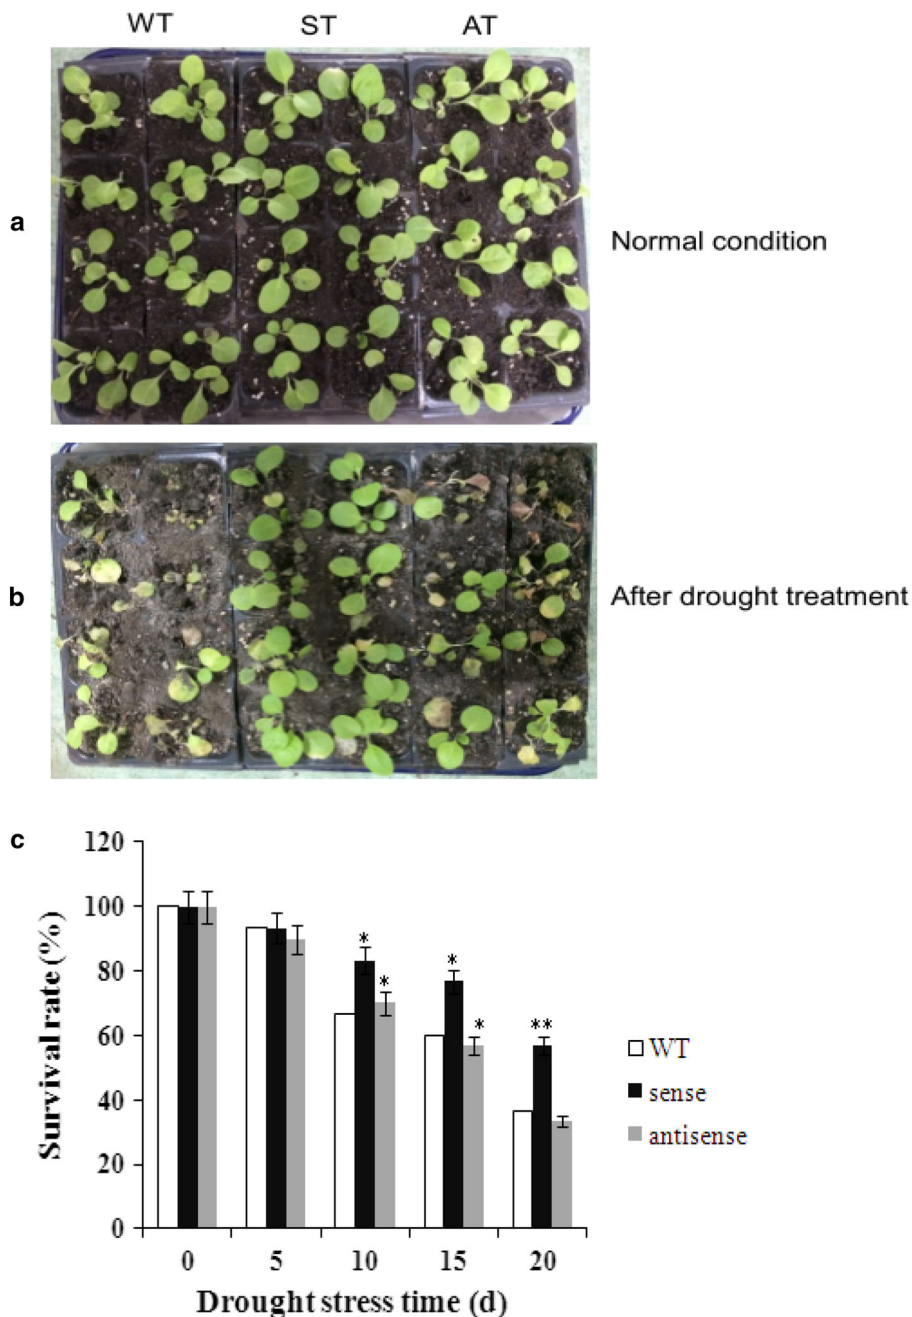 WT ST AT
a
Normal condition
b
After drought treatment
c
120
100
80
60
40
20
0
Survival rate (%)
*
*
*
*
**
WT
sense
antisense
0 5 10 15 20
Drought stress time (d)